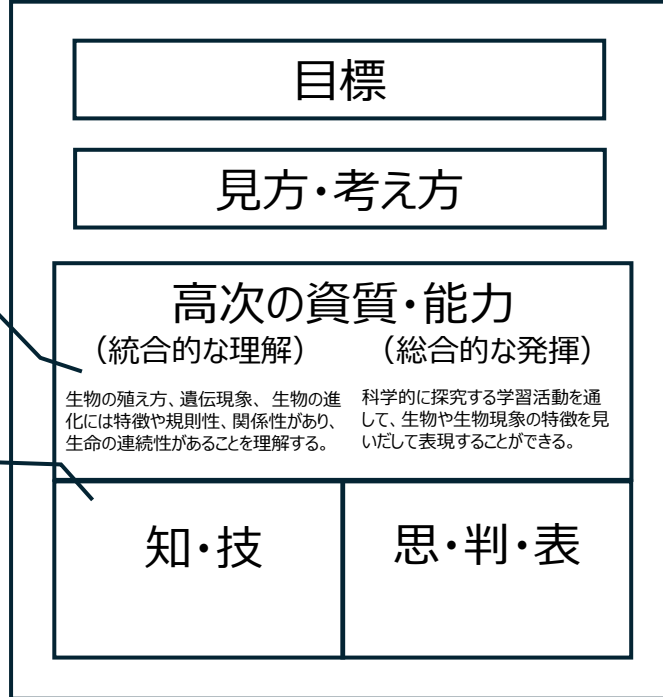 目標
見方・考え方
高次の資質・能力
（統合的な理解）
（総合的な発揮）
生物の殖え方、遺伝現象、 生物の進
化には特徴や規則性、関係性があり、
生命の連続性があることを理解する。
科学的に探究する学習活動を通
して、生物や生物現象の特徴を見
いだして表現することができる。
知・技
思・判・表